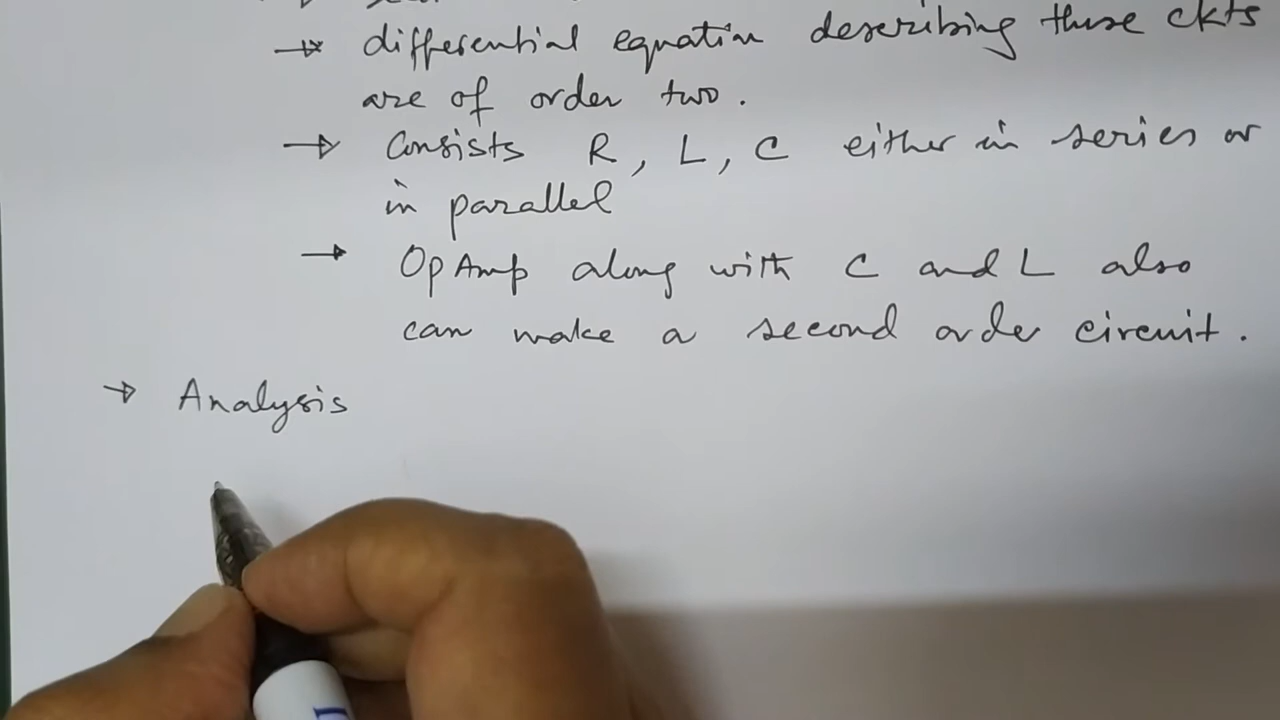 → differential equation describing these ckts
are of order two.
→ Consists R, L, C either in series or
in parallel
→ OpAmp along with C and L also
can make a second order circuit.
→ Analysis